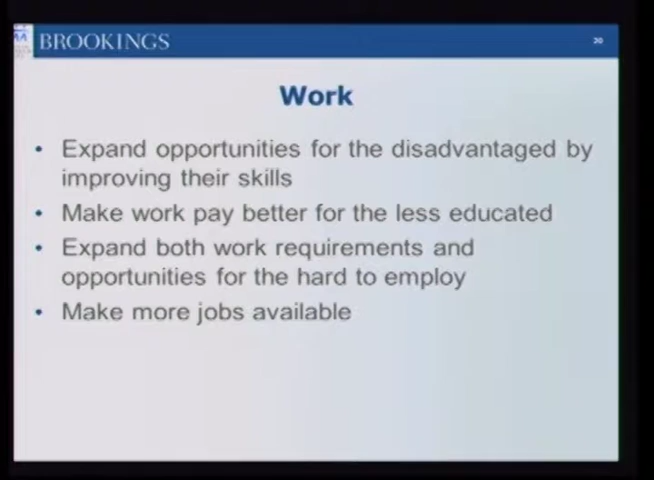 BROOKINGS
30
Work
• Expand opportunities for the disadvantaged by
improving their skills
• Make work pay better for the less educated
• Expand both work requirements and
opportunities for the hard to employ
• Make more jobs available